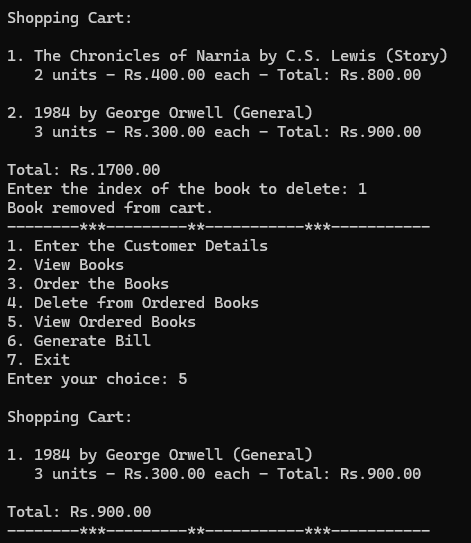 Shopping Cart:
1. The Chronicles of Narnia by C.S. Lewis (Story)
2 units - Rs.400.00 each - Total: Rs.800.00
2. 1984 by George Orwell (General)
3 units - Rs.300.00 each - Total: Rs.900.00
Total: Rs.1700.00
Enter the index of the book to delete: 1
Book removed from cart.
--------***---------**-----------***-----------
1. Enter the Customer Details
2. View Books
3. Order the Books
4. Delete from Ordered Books
5. View Ordered Books
6. Generate Bill
7. Exit
Enter your choice: 5
Shopping Cart:
1. 1984 by George Orwell (General)
3 units - Rs.300.00 each - Total: Rs.900.00
Total: Rs.900.00
--------***---------**-----------***-----------